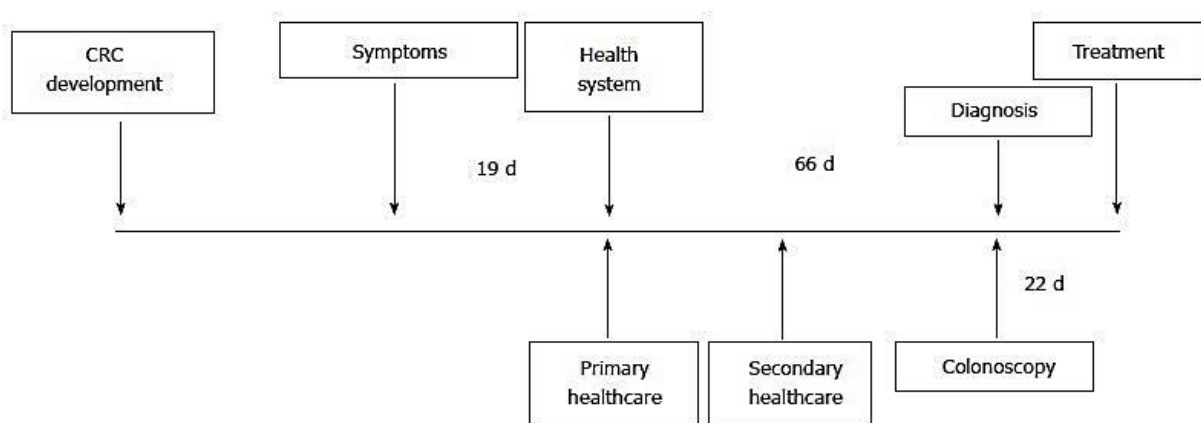 CRC
development
Symptoms
Health
system
Treatment
Diagnosis
19 d
66 d
22 d
Primary
healthcare
Secondary
healthcare
Colonoscopy